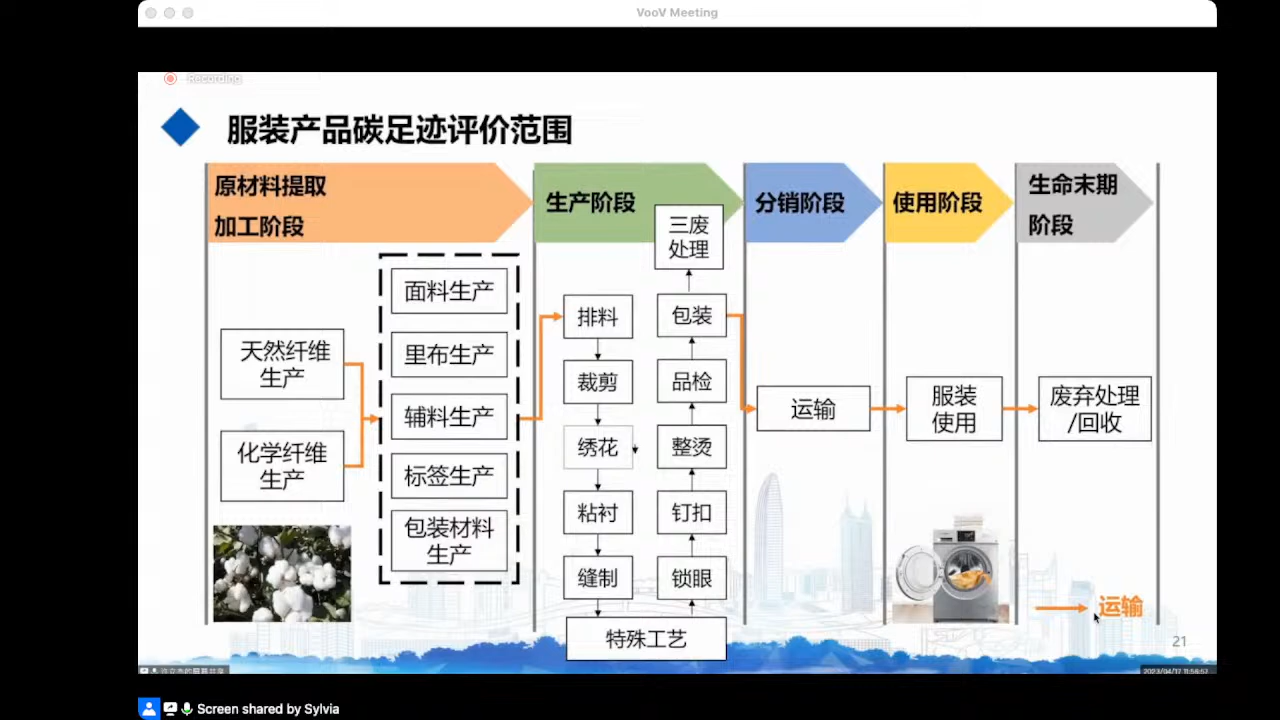 VooV Meeting
Recording
服装产品碳足迹评价范围
原材料提取
加工阶段
生产阶段
分销阶段
使用阶段
生命末期
阶段
天然纤维
生产
化学纤维
生产
面料生产
里布生产
辅料生产
标签生产
包装材料
生产
排料
裁剪
绣花
粘衬
缝制
特殊工艺
锁眼
钉扣
整烫
品检
包装
三废
处理
运输
服装
使用
废弃处理
/回收
运输
21
Screen shared by Sylvia